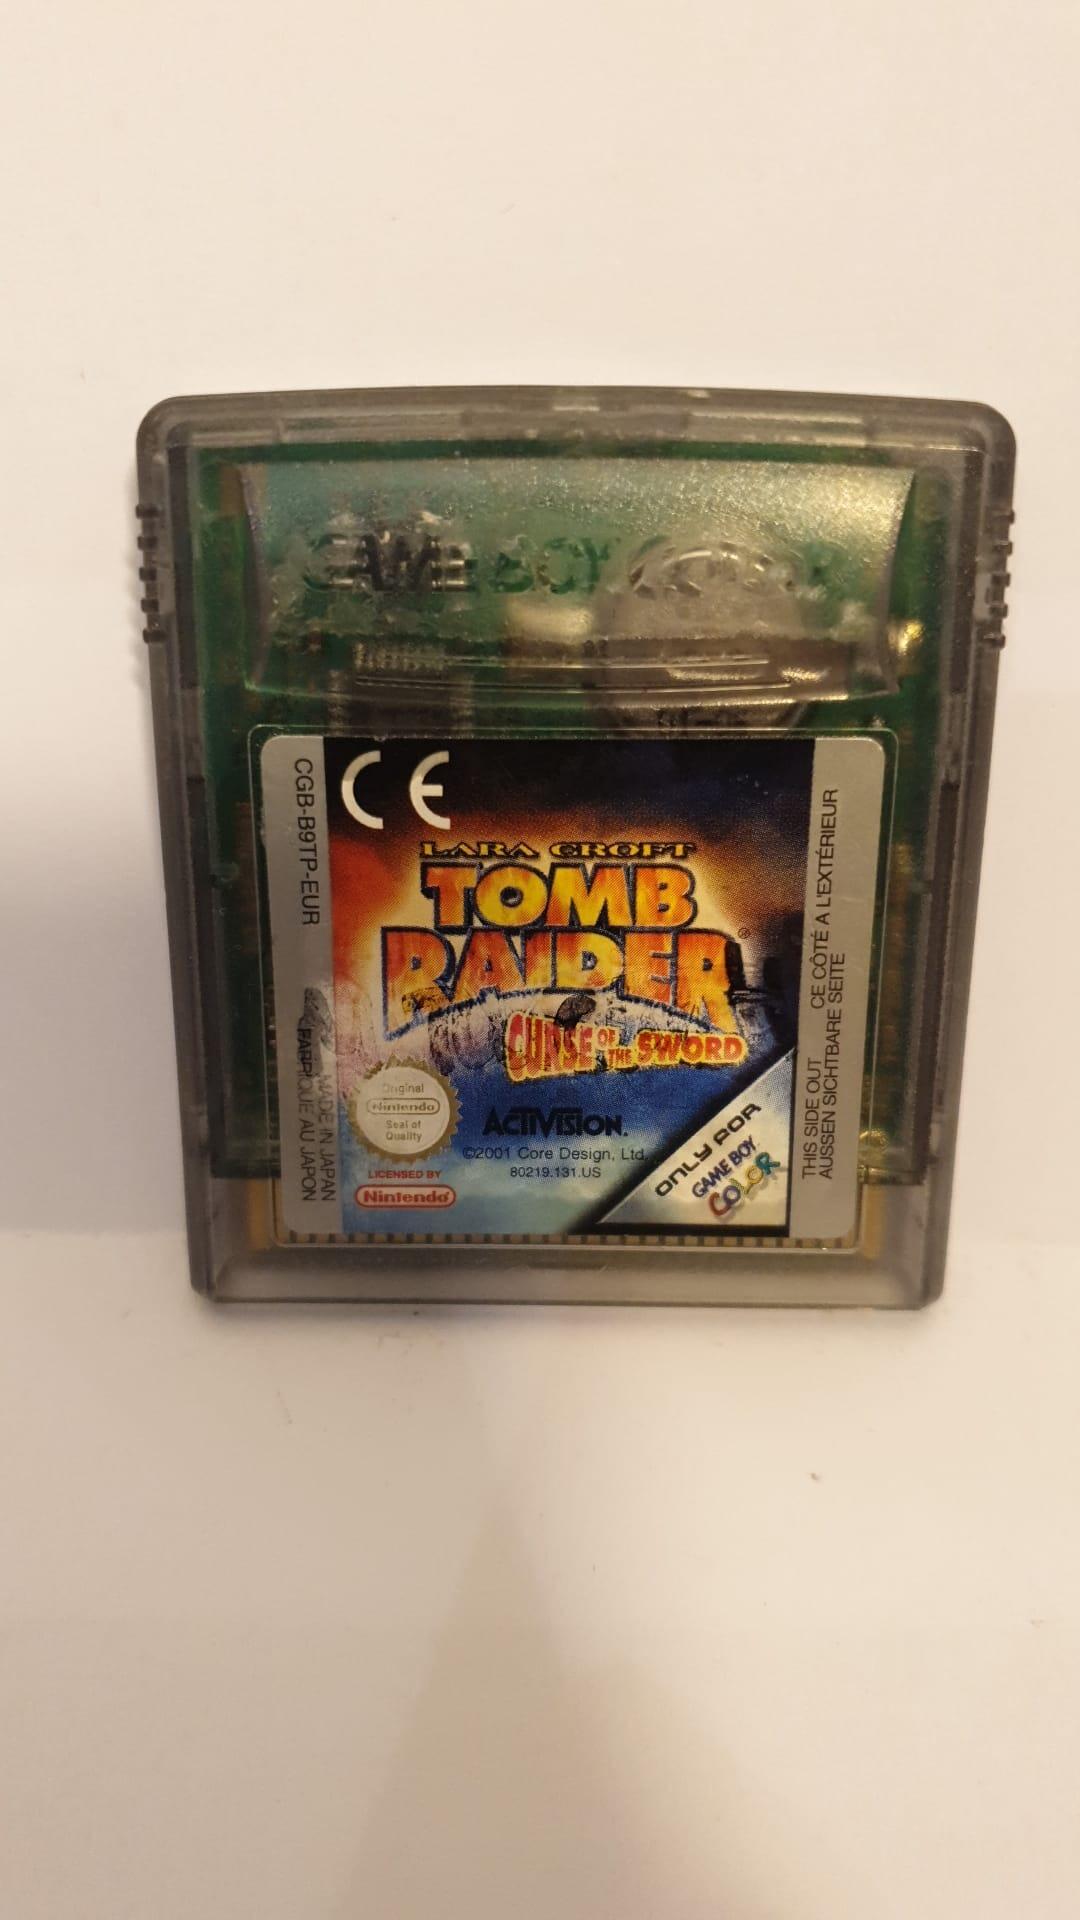 GAME BOY COLOR
CE
CGB-B9TP-EUR
MADE IN JAPAN
FABRIQUE AU JAPON
LARA CROFT
TOMB
RAIDER®
CURSE OF THE SWORD
Original
Nintendo
Seal of
Quality
LICENSED BY
Nintendo®
ACTIVISION.
©2001 Core Design, Ltd.
80219.131.US
ONLY FOR
GAME BOY
COLOR
THIS SIDE OUT CE CÔTÉ A L'EXTÉRIEUR
AUSSEN SICHTBARE SEITE